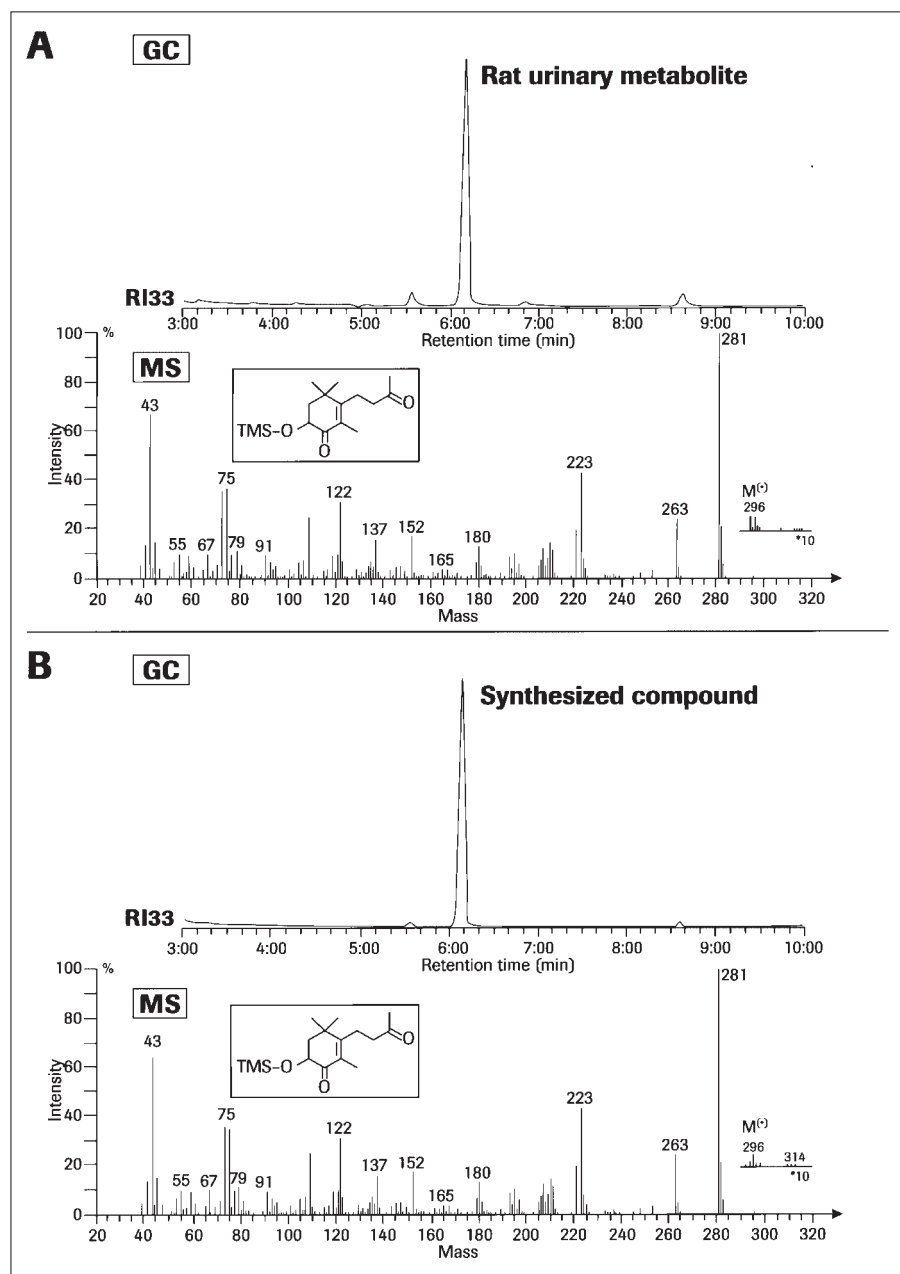 A
GC
Rat urinary metabolite
RI33
3:00 4:00 5:00 6:00 7:00 8:00 9:00 10:00
Retention time (min)
MS
%
Intensity
100
80
60
40
20
0
43
55
67
75
79
91
122
137
152
165
180
223
263
281
M(•)
296
*10
TMS–O
O
O
20 40 60 80 100 120 140 160 180 200 220 240 260 280 300 320
Mass
B
GC
Synthesized compound
RI33
3:00 4:00 5:00 6:00 7:00 8:00 9:00 10:00
Retention time (min)
MS
%
Intensity
100
80
60
40
20
0
43
55
67
75
79
91
122
137
152
165
180
223
263
281
M(•)
296
314
*10
TMS–O
O
O
20 40 60 80 100 120 140 160 180 200 220 240 260 280 300 320
Mass